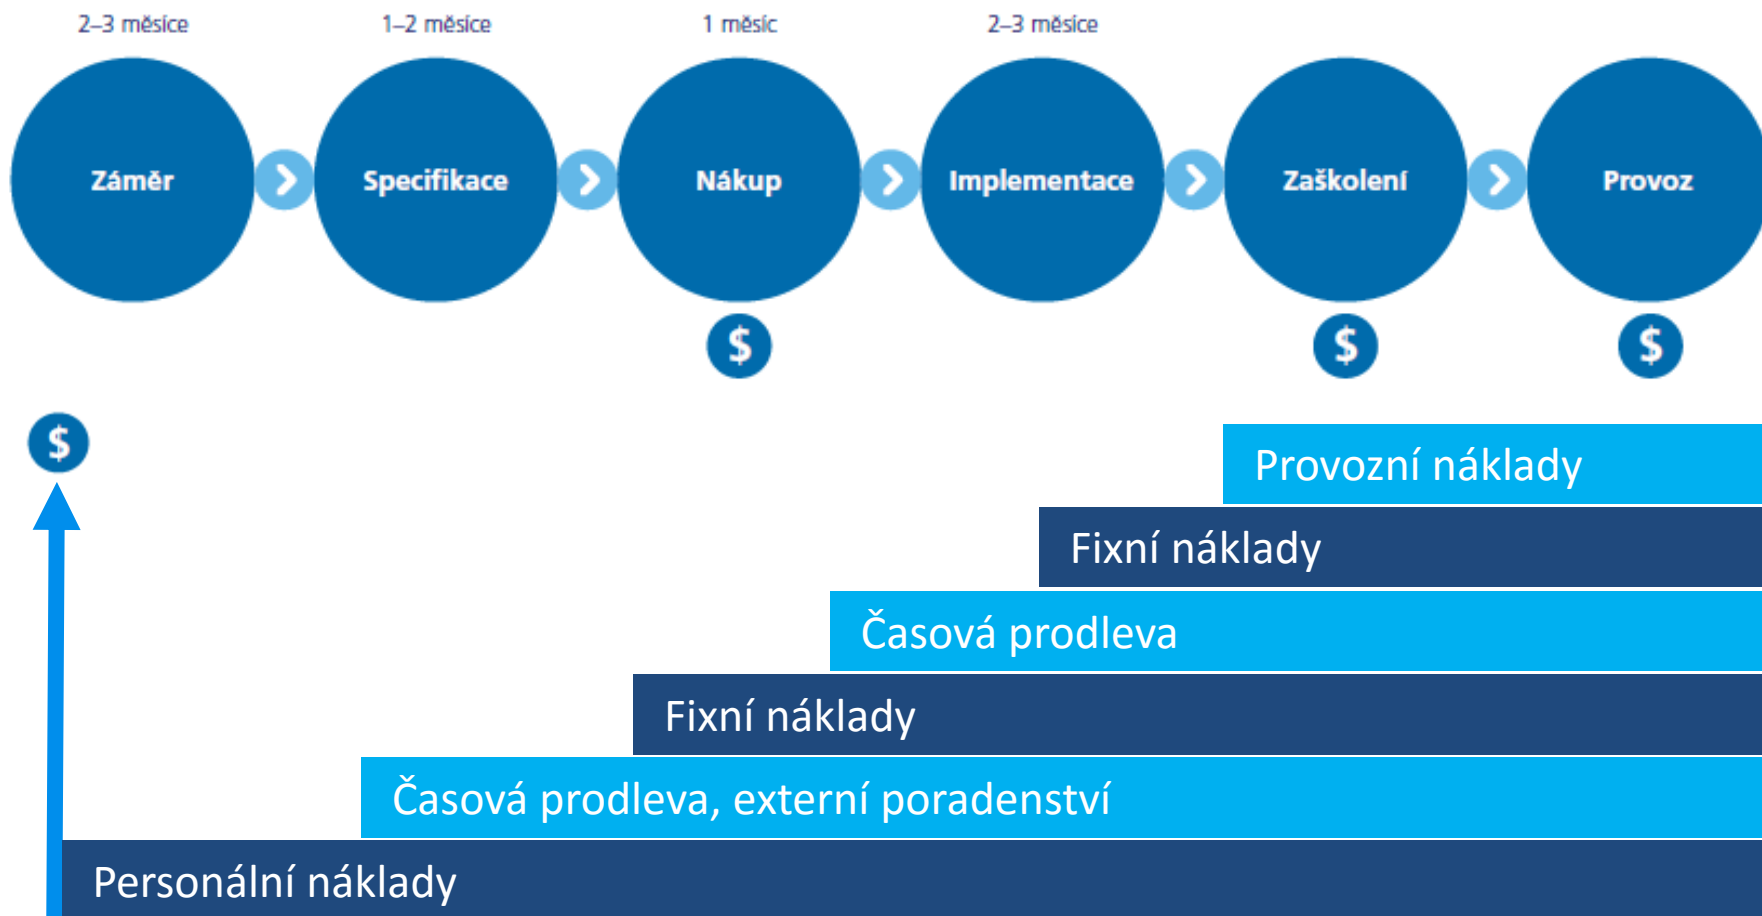 2–3 měsíce
1–2 měsíce
1 měsíc
2–3 měsíce
Záměr
Specifikace
Nákup
Implementace
Zaškolení
Provoz
$
$
$
$
Provozní náklady
Fixní náklady
Časová prodleva
Fixní náklady
Časová prodleva, externí poradenství
Personální náklady